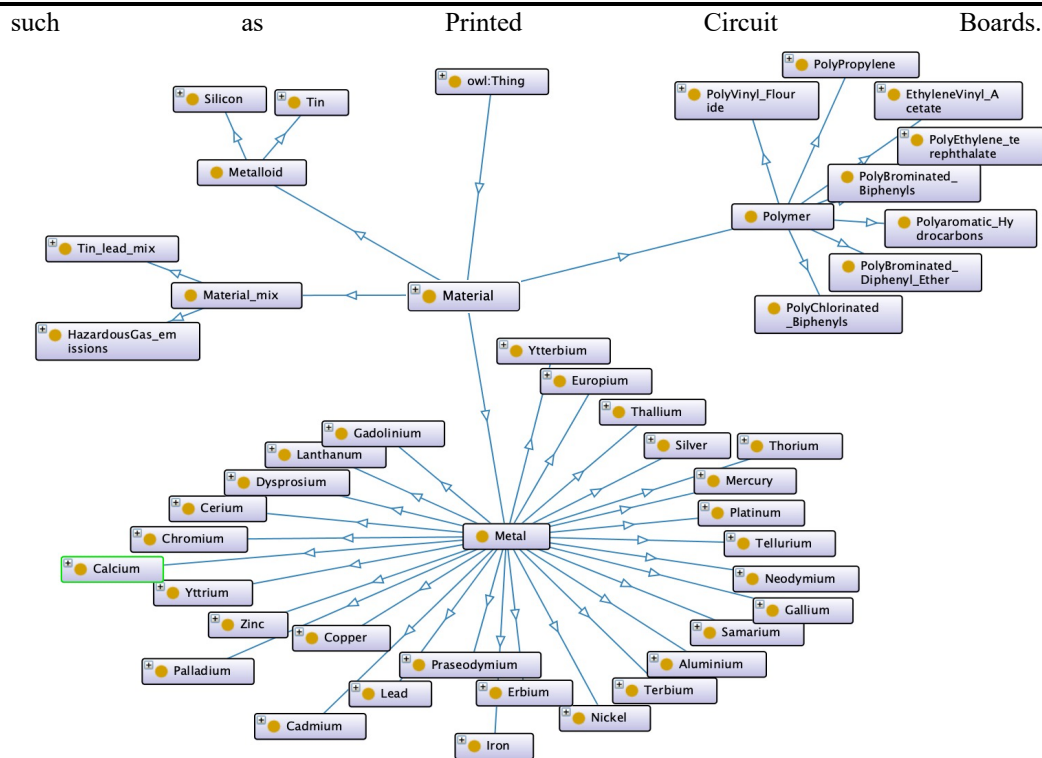 such as Printed Circuit Boards.
PolyPropylene
owl:Thing
Silicon
Tin
PolyVinyl_Flour
ide
EthyleneVinyl_A
cetate
PolyEthylene_te
rephthalate
Metalloid
PolyBrominated_
Biphenyls
Polymer
Polyaromatic_Hy
drocarbons
Tin_lead_mix
PolyBrominated_
Diphenyl_Ether
Material_mix
Material
PolyChlorinated
_Biphenyls
HazardousGas_em
issions
Ytterbium
Europium
Thallium
Gadolinium
Silver
Thorium
Lanthanum
Dysprosium
Mercury
Cerium
Platinum
Chromium
Metal
Tellurium
Calcium
Neodymium
Yttrium
Gallium
Zinc
Samarium
Copper
Palladium
Praseodymium
Aluminium
Lead
Erbium
Terbium
Cadmium
Nickel
Iron